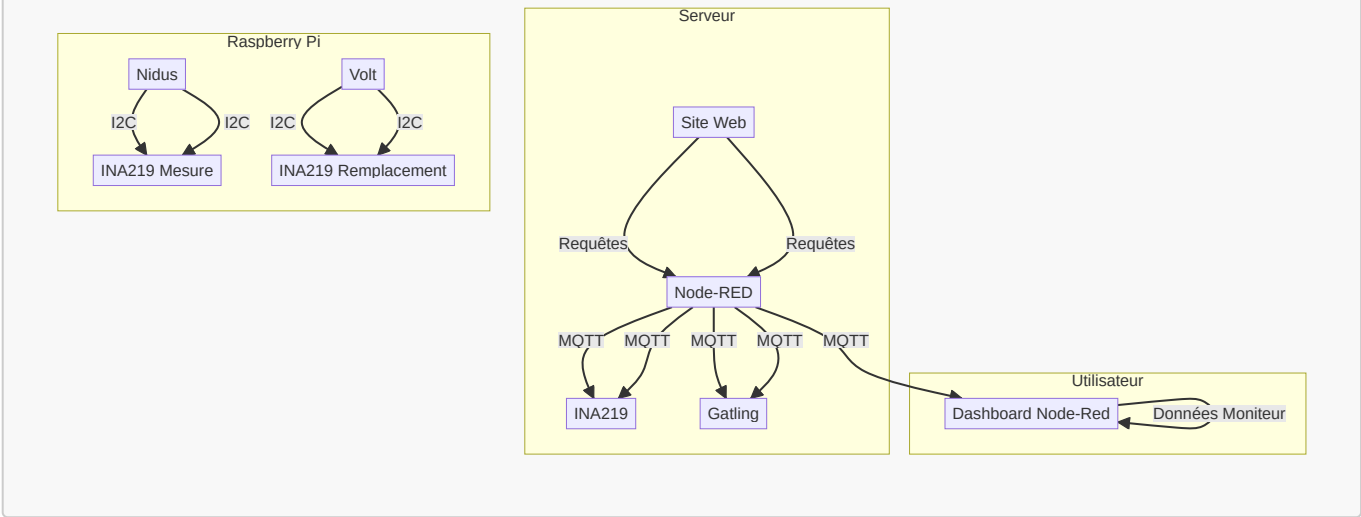 Serveur
Raspberry Pi
Nidus
Volt
I2C
I2C
I2C
I2C
INA219 Mesure
INA219 Remplacement
Site Web
Requêtes
Requêtes
Node-RED
MQTT
MQTT
MQTT
MQTT
MQTT
INA219
Gatling
Utilisateur
Dashboard Node-Red
Données Moniteur